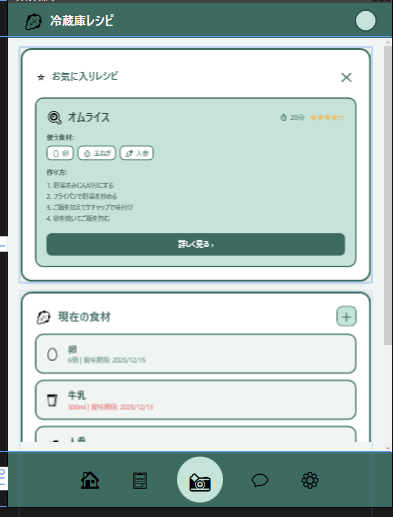 冷蔵庫レシピ
お気に入りレシピ
オムライス
20分 ★★★★☆
使う食材:
卵 玉ねぎ 人参
作り方:
1. 野菜をみじん切りにする
2. フライパンで野菜を炒める
3. ご飯を加えてケチャップで味付け
4. 卵を焼いてご飯を包む
詳しく見る ›
現在の食材
+
卵
6個 | 賞味期限: 2025/12/15
牛乳
500ml | 賞味期限: 2025/12/13
人参